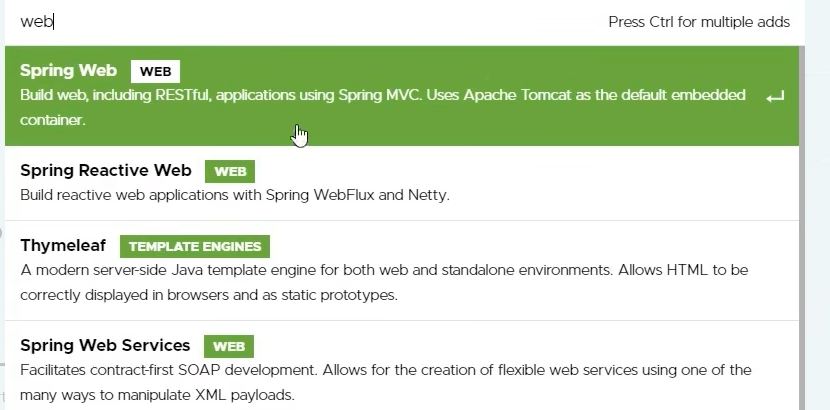 web
Press Ctrl for multiple adds
Spring Web WEB
Build web, including RESTful, applications using Spring MVC. Uses Apache Tomcat as the default embedded
container.
Spring Reactive Web WEB
Build reactive web applications with Spring WebFlux and Netty.
Thymeleaf TEMPLATE ENGINES
A modern server-side Java template engine for both web and standalone environments. Allows HTML to be
correctly displayed in browsers and as static prototypes.
Spring Web Services WEB
Facilitates contract-first SOAP development. Allows for the creation of flexible web services using one of the
many ways to manipulate XML payloads.